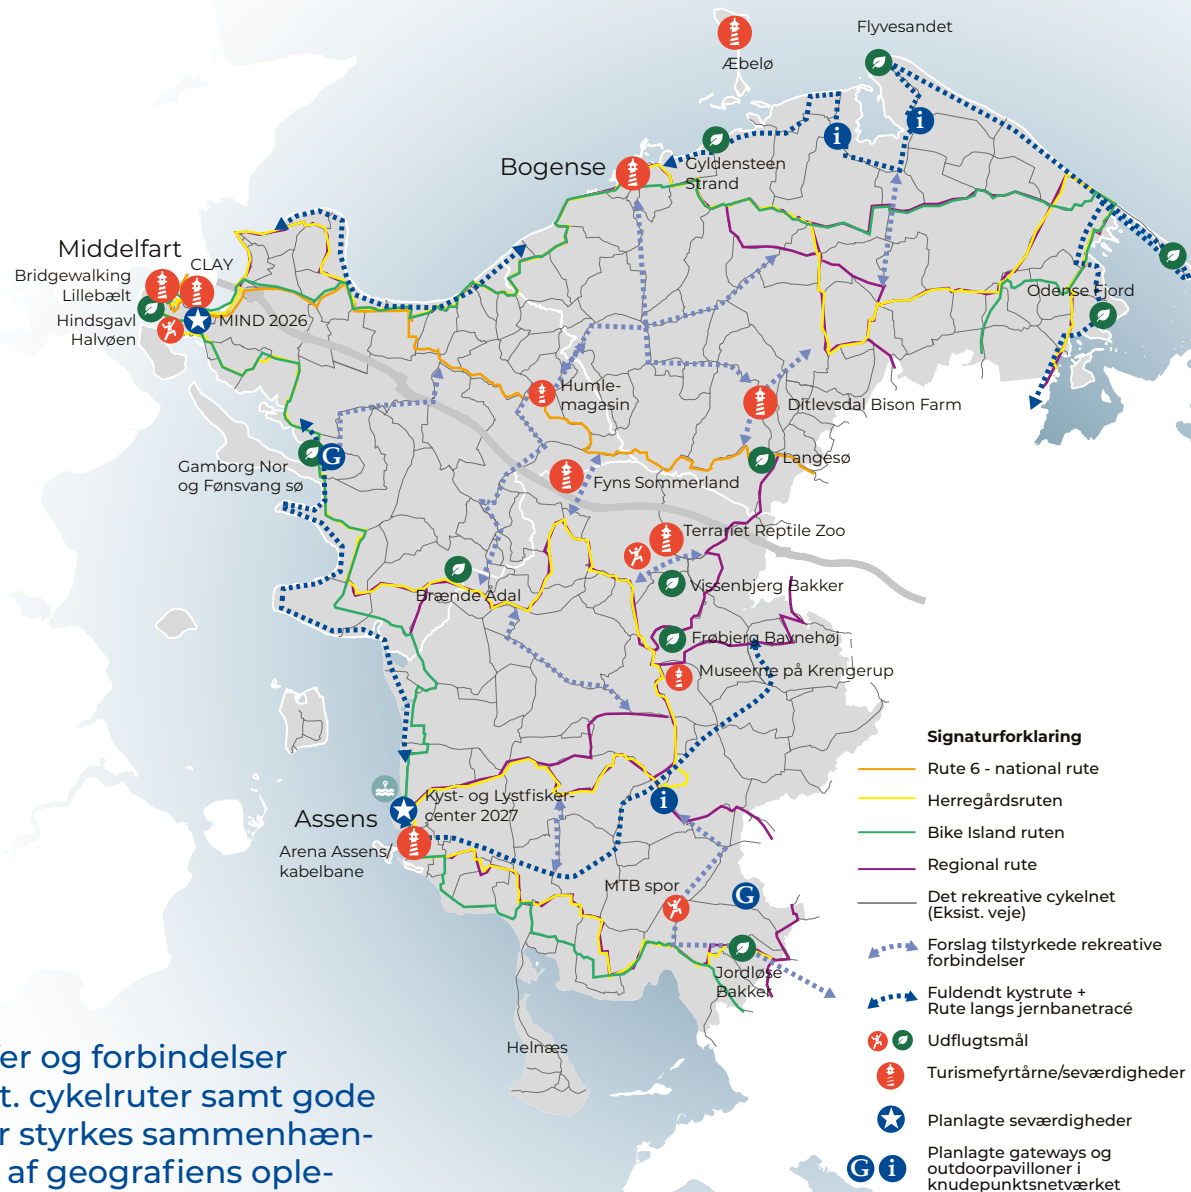 Flyvesandet
Æbelø
Bogense
Gyldensteen
Strand
Middelfart
CLAY
Bridgewalking
Lillebælt
Hindsgavl
Halvøen
MIND 2026
Odense Fjord
Humle-
magasin
Ditlevsdal Bison Farm
Langesø
Gamborg Nor
og Fønsvang sø
G
Fyns Sommerland
Terrariet Reptile Zoo
Vissenbjerg Bakker
Brænde Ådal
Frøbjerg Bavnehøj
Museerne på Krengerup
i
i
Kyst- og Lystfisker-
center 2027
Assens
Arena Assens/
kabelbane
i
MTB spor
G
Jordløse
Bakker
Helnæs
Signaturforklaring
Rute 6 - national rute
Herregårdsruten
Bike Island ruten
Regional rute
Det rekreative cykelnet
(Eksist. veje)
Forslag tilstyrkede rekreative
forbindelser
Fuldendt kystrute +
Rute langs jernbanetracé
Udflugtsmål
Turismefyrtårne/seværdigheder
Planlagte seværdigheder
G i
Planlagte gateways og
outdoorpavilloner i
knudepunktsnetværket
er og forbindelser
t. cykelruter samt gode
r styrkes sammenhæn-
af geografiens ople-